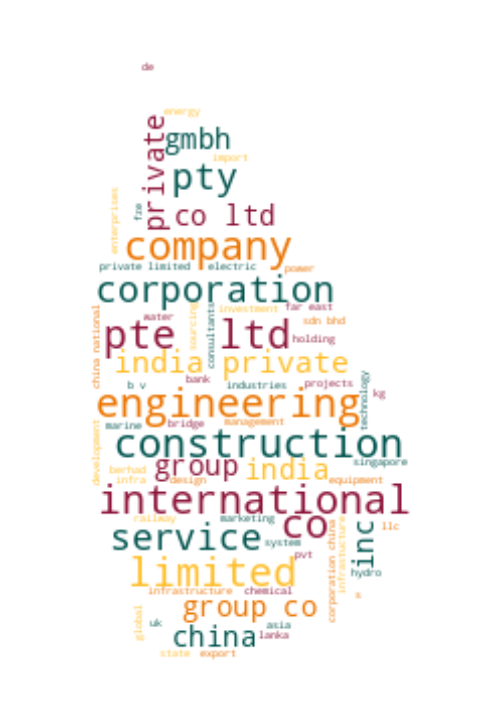 de
energy
private
gmbh
import
pty
enterprises
fze
co ltd
company
private limited
electric
power
corporation
china national
water
sourcing
consultants
investment
far east
sdn bhd
pte ltd
holding
india private
bank
b v
industries
projects
technology
kg
engineering
development
marine
bridge
management
construction
singapore
group
india
berhad
infra
design
equipment
international
railway
marketing
co
corporation china
infrastucture
inc
llc
service
system
pvt
hydro
limited
infrastructure
chemical
s
group co
global
uk
asia
china
lanka
state
export